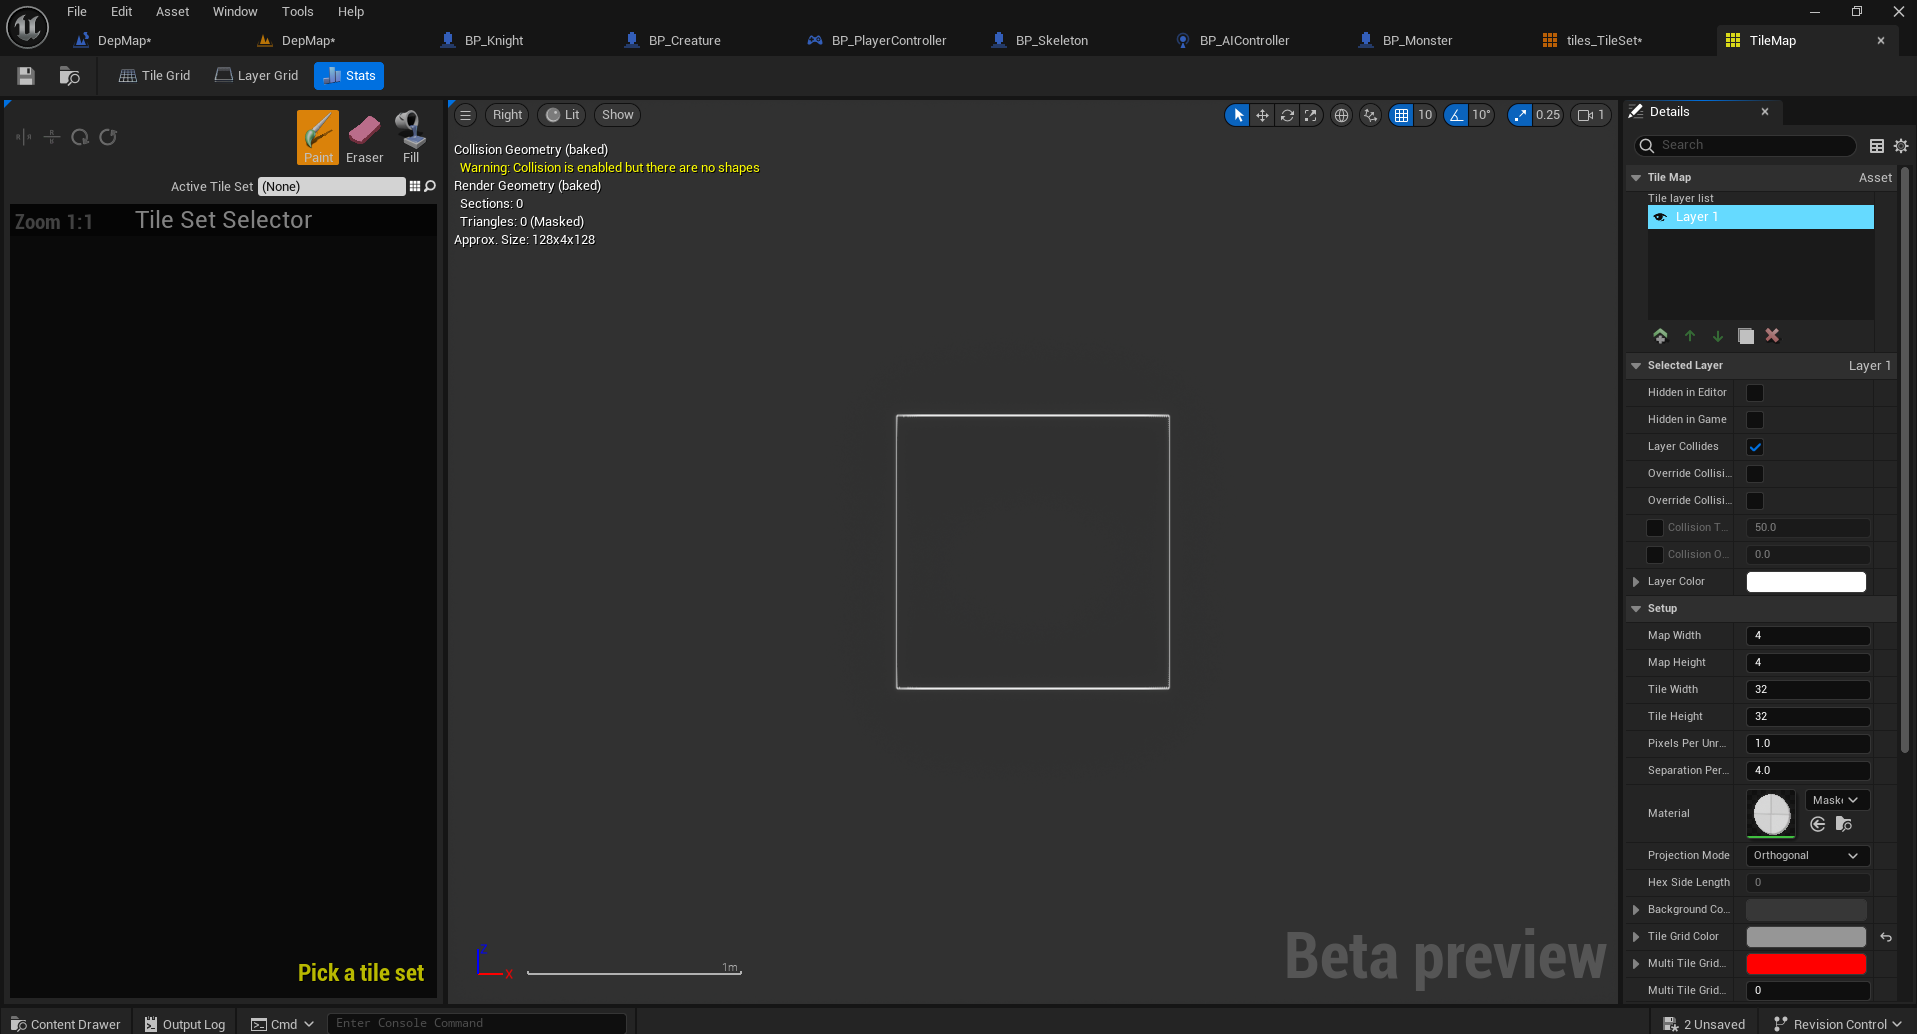 File Edit Asset Window Tools Help
DepMap* DepMap* BP_Knight BP_Creature BP_PlayerController BP_Skeleton BP_AIController BP_Monster tiles_TileSet* TileMap
Tile Grid Layer Grid Stats
Paint Eraser Fill
Active Tile Set (None)
Zoom 1:1 Tile Set Selector
Pick a tile set
Right Lit Show 10 10° 0.25 1
Collision Geometry (baked)
Warning: Collision is enabled but there are no shapes
Render Geometry (baked)
Sections: 0
Triangles: 0 (Masked)
Approx. Size: 128x4x128
Z
X
1m
Beta preview
Details
Search
Tile Map Asset
Tile layer list
Layer 1
Selected Layer Layer 1
Hidden in Editor
Hidden in Game
Layer Collides
Override Collisi...
Override Collisi...
Collision T... 50.0
Collision O... 0.0
Layer Color
Setup
Map Width 4
Map Height 4
Tile Width 32
Tile Height 32
Pixels Per Unr... 1.0
Separation Per... 4.0
Material Mask
Projection Mode Orthogonal
Hex Side Length 0
Background Co...
Tile Grid Color
Multi Tile Grid...
Multi Tile Grid... 0
Content Drawer Output Log Cmd Enter Console Command 2 Unsaved Revision Control